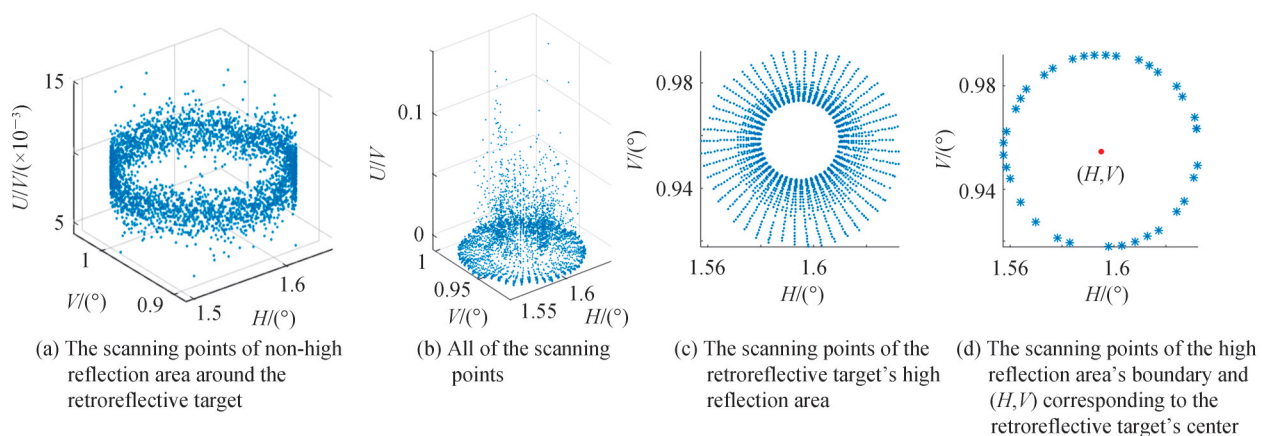 15
5
U/V/(×10⁻³)
1
0.9
V/(°)
1.5
1.6
H/(°)
(a) The scanning points of non-high
reflection area around the
retroreflective target
0.1
0
U/V
1
0.95
V/(°)
1.55
1.6
H/(°)
(b) All of the scanning
points
0.98
0.94
V/(°)
1.56
1.6
H/(°)
(c) The scanning points of the
retroreflective target's high
reflection area
0.98
0.94
V/(°)
(H,V)
1.56
1.6
H/(°)
(d) The scanning points of the high
reflection area's boundary and
(H,V) corresponding to the
retroreflective target's center